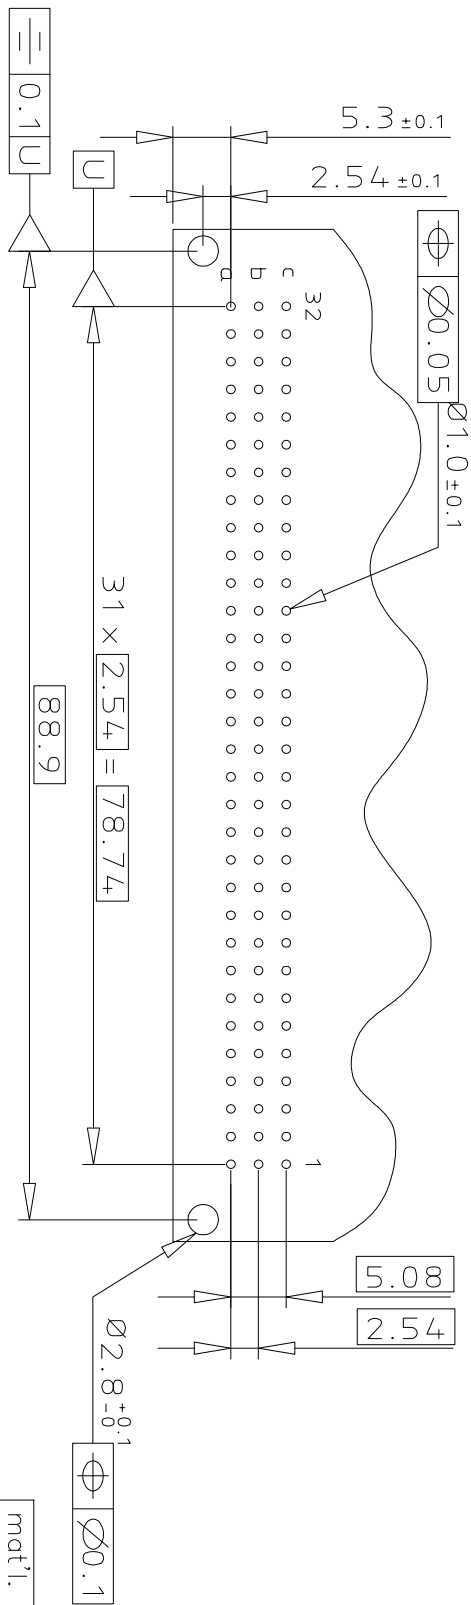 5.3 ±0.1
2.54 ±0.1
⌯ 0.1 U
U
⌖ Ø0.05
Ø1.0 ±0.1
a b c
32
31 x 2.54 = 78.74
88.9
1
5.08
2.54
Ø2.8 +0.1 -0
⌖ Ø0.1
mat'l.